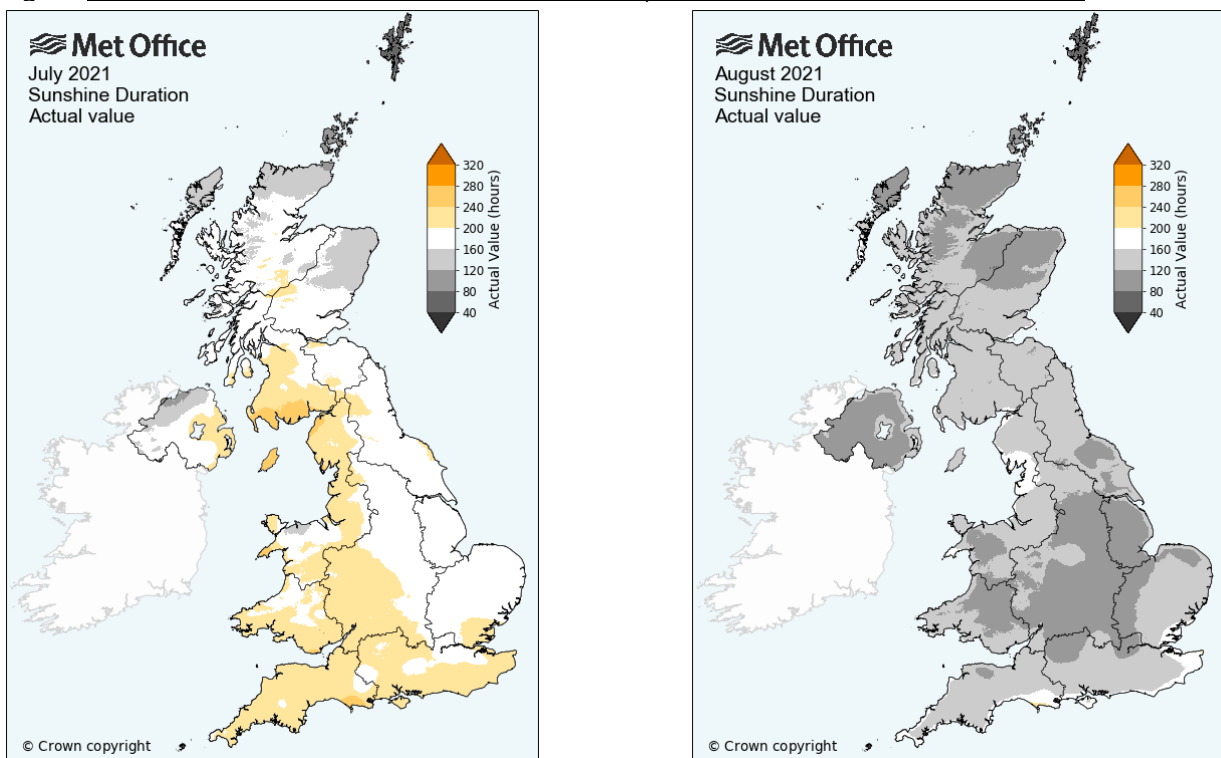 Met Office
July 2021
Sunshine Duration
Actual value
320
280
240
200
160
120
80
40
Actual Value (hours)
© Crown copyright
Met Office
August 2021
Sunshine Duration
Actual value
320
280
240
200
160
120
80
40
Actual Value (hours)
© Crown copyright